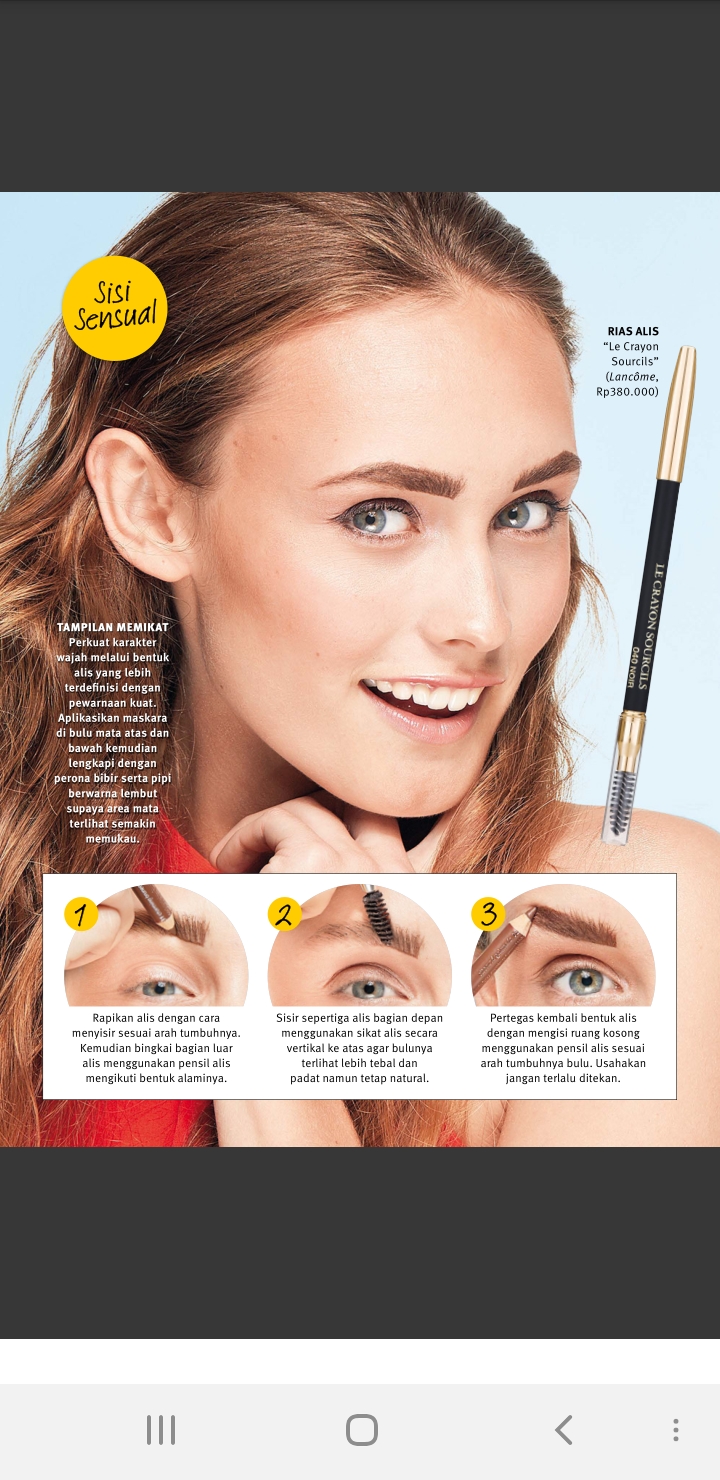 Sisi
Sensual
RIAS ALIS
“Le Crayon
Sourcils”
(Lancôme,
Rp380.000)
LE CRAYON SOURCILS
040 NOIR
TAMPILAN MEMIKAT
Perkuat karakter
wajah melalui bentuk
alis yang lebih
terdefinisi dengan
pewarnaan kuat.
Aplikasikan maskara
di bulu mata atas dan
bawah kemudian
lengkapi dengan
perona bibir serta pipi
berwarna lembut
supaya area mata
terlihat semakin
memukau.
1
Rapikan alis dengan cara
menyisir sesuai arah tumbuhnya.
Kemudian bingkai bagian luar
alis menggunakan pensil alis
mengikuti bentuk alaminya.
2
Sisir sepertiga alis bagian depan
menggunakan sikat alis secara
vertikal ke atas agar bulunya
terlihat lebih tebal dan
padat namun tetap natural.
3
Pertegas kembali bentuk alis
dengan mengisi ruang kosong
menggunakan pensil alis sesuai
arah tumbuhnya bulu. Usahakan
jangan terlalu ditekan.